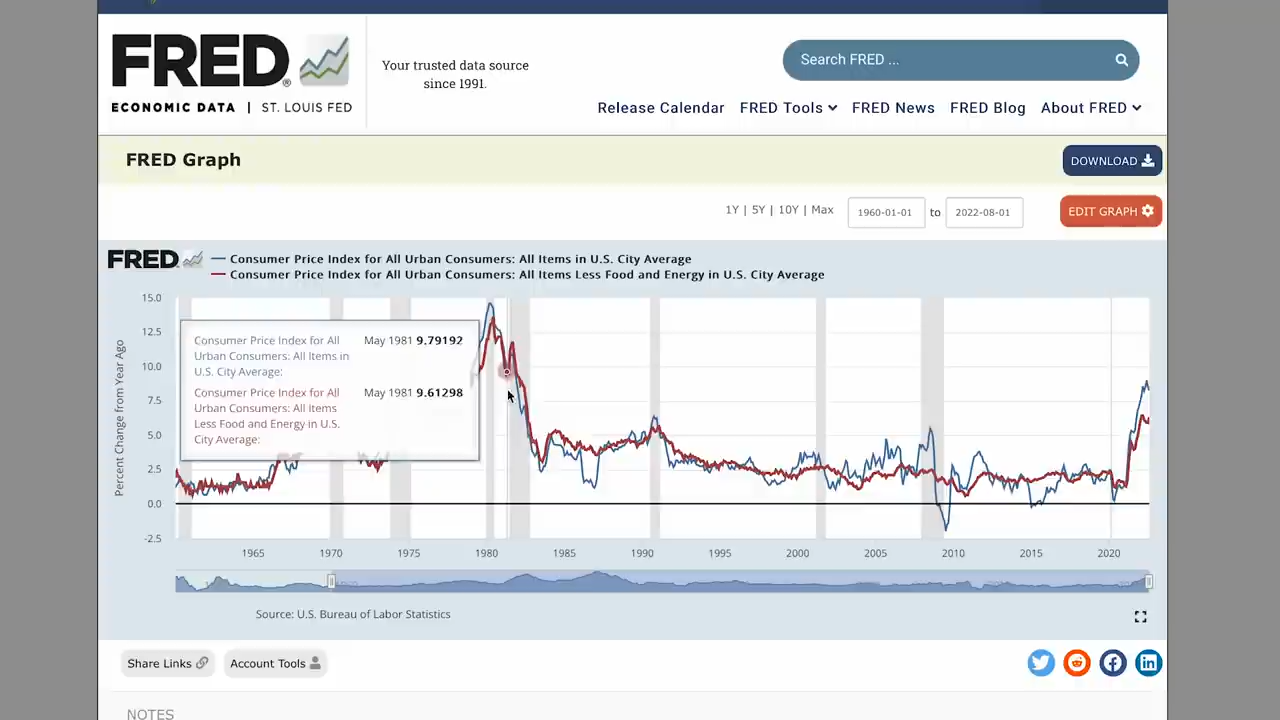 FRED®
ECONOMIC DATA | ST. LOUIS FED
Your trusted data source
since 1991.
Search FRED ...
Release Calendar FRED Tools FRED News FRED Blog About FRED
FRED Graph
DOWNLOAD
1Y | 5Y | 10Y | Max 1960-01-01 to 2022-08-01
EDIT GRAPH
FRED
Consumer Price Index for All Urban Consumers: All Items in U.S. City Average
Consumer Price Index for All Urban Consumers: All Items Less Food and Energy in U.S. City Average
Percent Change from Year Ago
15.0
12.5
10.0
7.5
5.0
2.5
0.0
-2.5
Consumer Price Index for All May 1981 9.79192
Urban Consumers: All Items in
U.S. City Average:
Consumer Price Index for All May 1981 9.61298
Urban Consumers: All Items
Less Food and Energy in U.S.
City Average:
1965 1970 1975 1980 1985 1990 1995 2000 2005 2010 2015 2020
Source: U.S. Bureau of Labor Statistics
Share Links Account Tools
NOTES